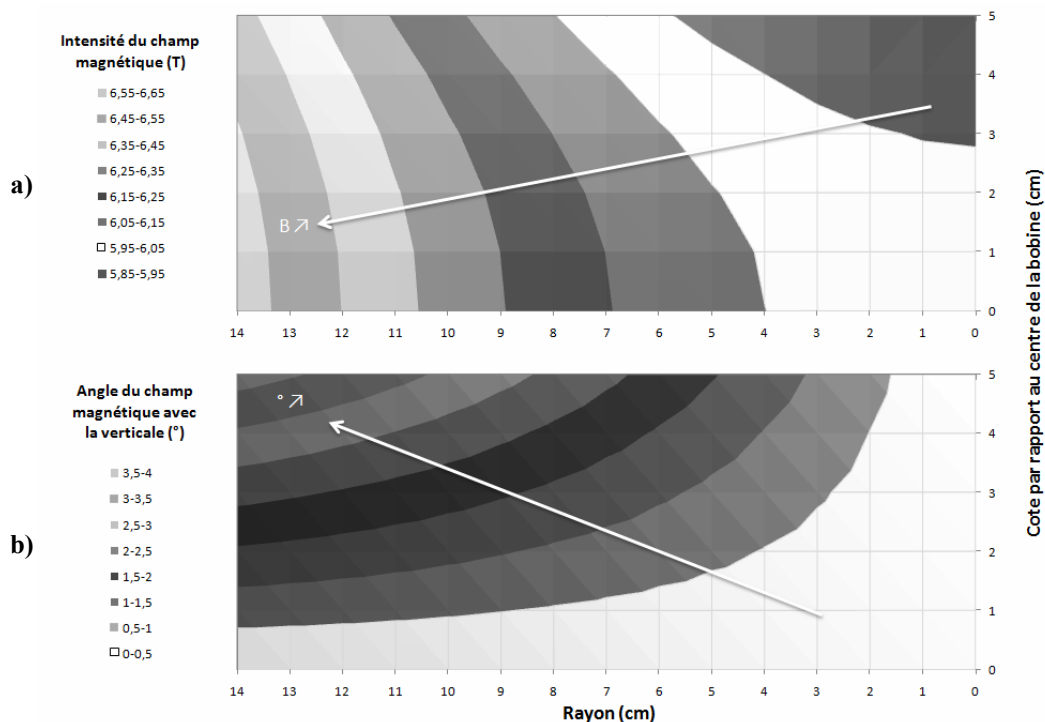 a)
Intensité du champ
magnétique (T)
6,55-6,65
6,45-6,55
6,35-6,45
6,25-6,35
6,15-6,25
6,05-6,15
5,95-6,05
5,85-5,95
B ↗
5
4
3
2
1
0
14 13 12 11 10 9 8 7 6 5 4 3 2 1 0
b)
Angle du champ
magnétique avec
la verticale (°)
3,5-4
3-3,5
2,5-3
2-2,5
1,5-2
1-1,5
0,5-1
0-0,5
° ↗
5
4
3
2
1
0
14 13 12 11 10 9 8 7 6 5 4 3 2 1 0
Rayon (cm)
Cote par rapport au centre de la bobine (cm)